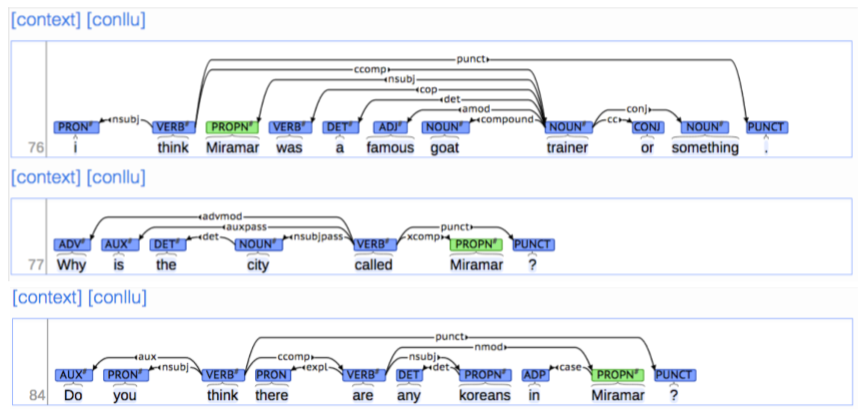 [context] [conllu]
punct
ccomp
nsubj
cop
det
amod
nsubj compound conj cc
PRON# VERB# PROPN# VERB# DET# ADJ# NOUN# NOUN# CONJ NOUN# PUNCT
76 i think Miramar was a famous goat trainer or something .
[context] [conllu]
advmod
auxpass punct
det nsubjpass xcomp
ADV# AUX# DET# NOUN# VERB# PROPN# PUNCT
77 Why is the city called Miramar ?
[context] [conllu]
punct
nmod
aux ccomp nsubj
nsubj expl det case
AUX# PRON# VERB# PRON VERB# DET PROPN# ADP PROPN# PUNCT
84 Do you think there are any koreans in Miramar ?